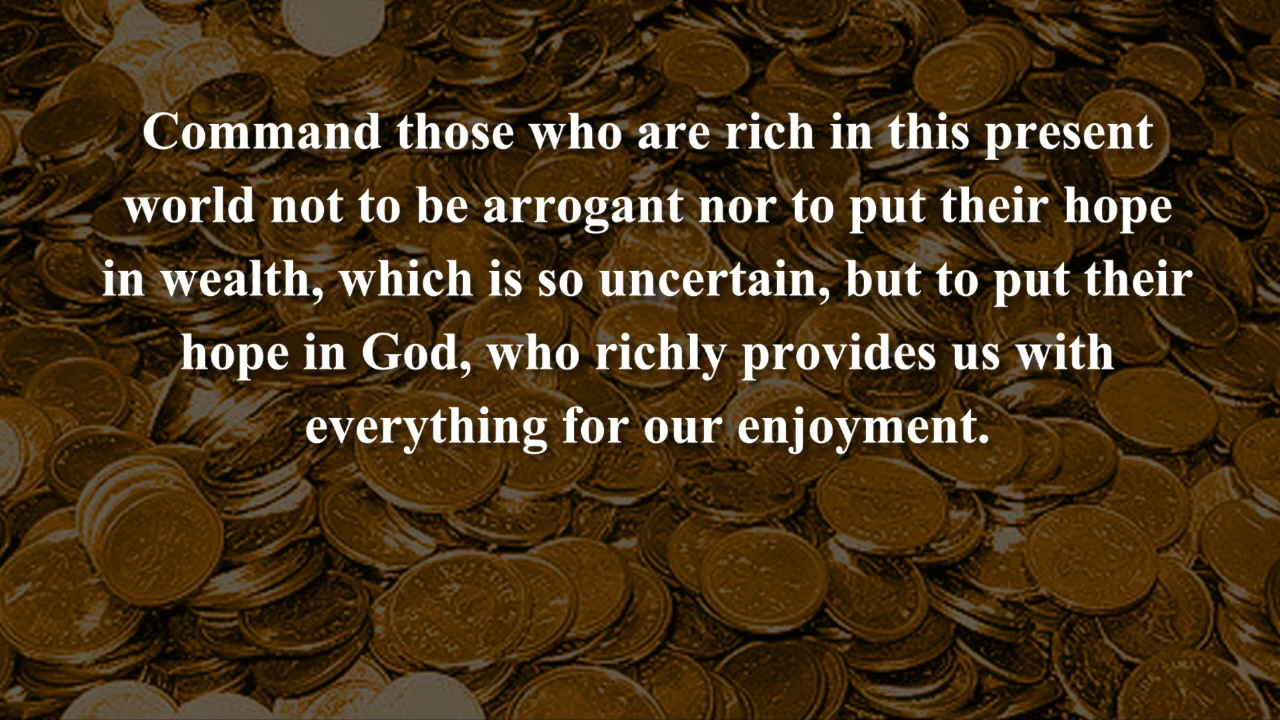 Command those who are rich in this present
world not to be arrogant nor to put their hope
in wealth, which is so uncertain, but to put their
hope in God, who richly provides us with
everything for our enjoyment.